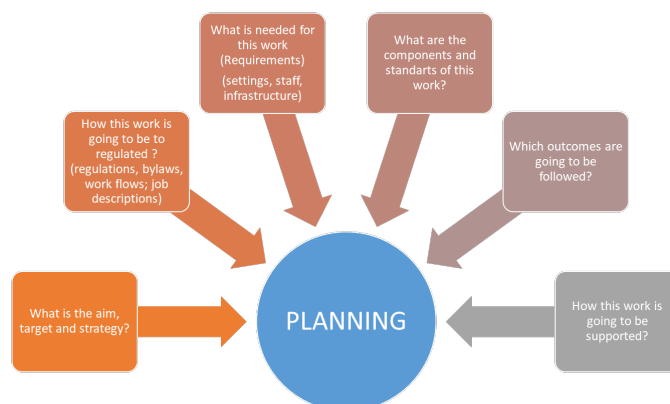 What is the aim,
target and strategy?
How this work is
going to be to
regulated ?
(regulations, bylaws,
work flows; job
descriptions)
What is needed for
this work
(Requirements)
(settings, staff,
infrastructure)
What are the
components and
standarts of this
work?
Which outcomes are
going to be
followed?
How this work is
going to be
supported?
PLANNING